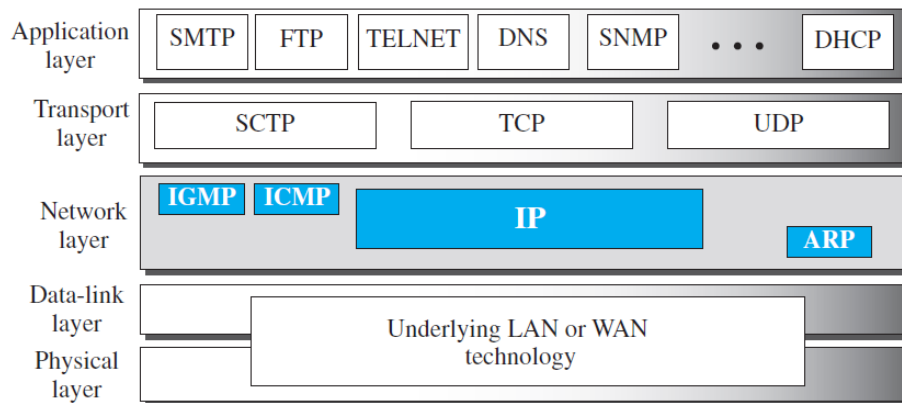 Application
layer
SMTP FTP TELNET DNS SNMP • • • DHCP
Transport
layer
SCTP TCP UDP
Network
layer
IGMP ICMP IP ARP
Data-link
layer
Physical
layer
Underlying LAN or WAN
technology